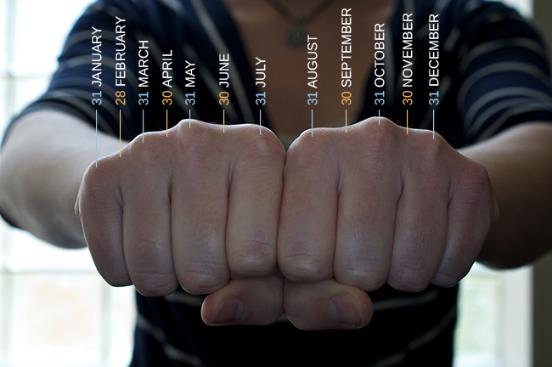 31 JANUARY
28 FEBRUARY
31 MARCH
30 APRIL
31 MAY
30 JUNE
31 JULY
31 AUGUST
30 SEPTEMBER
31 OCTOBER
30 NOVEMBER
31 DECEMBER